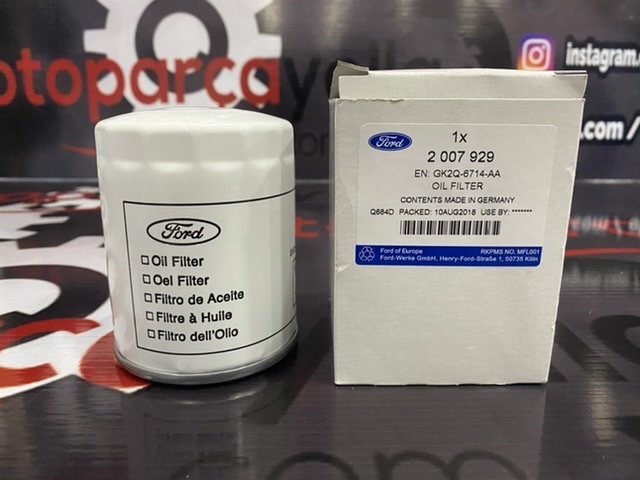 otoparça
instagram.
.com/
Ford
Oil Filter
Oel Filter
Filtro de Aceite
Filtre à Huile
Filtro dell'Olio
Ford
1x
2 007 929
EN: GK2Q-6714-AA
OIL FILTER
CONTENTS MADE IN GERMANY
Q684D PACKED: 10AUG2018 USE BY: *******
Ford of Europe RKPMS NO. MFL001
Ford-Werke GmbH, Henry-Ford-Straße 1, 50735 Köln